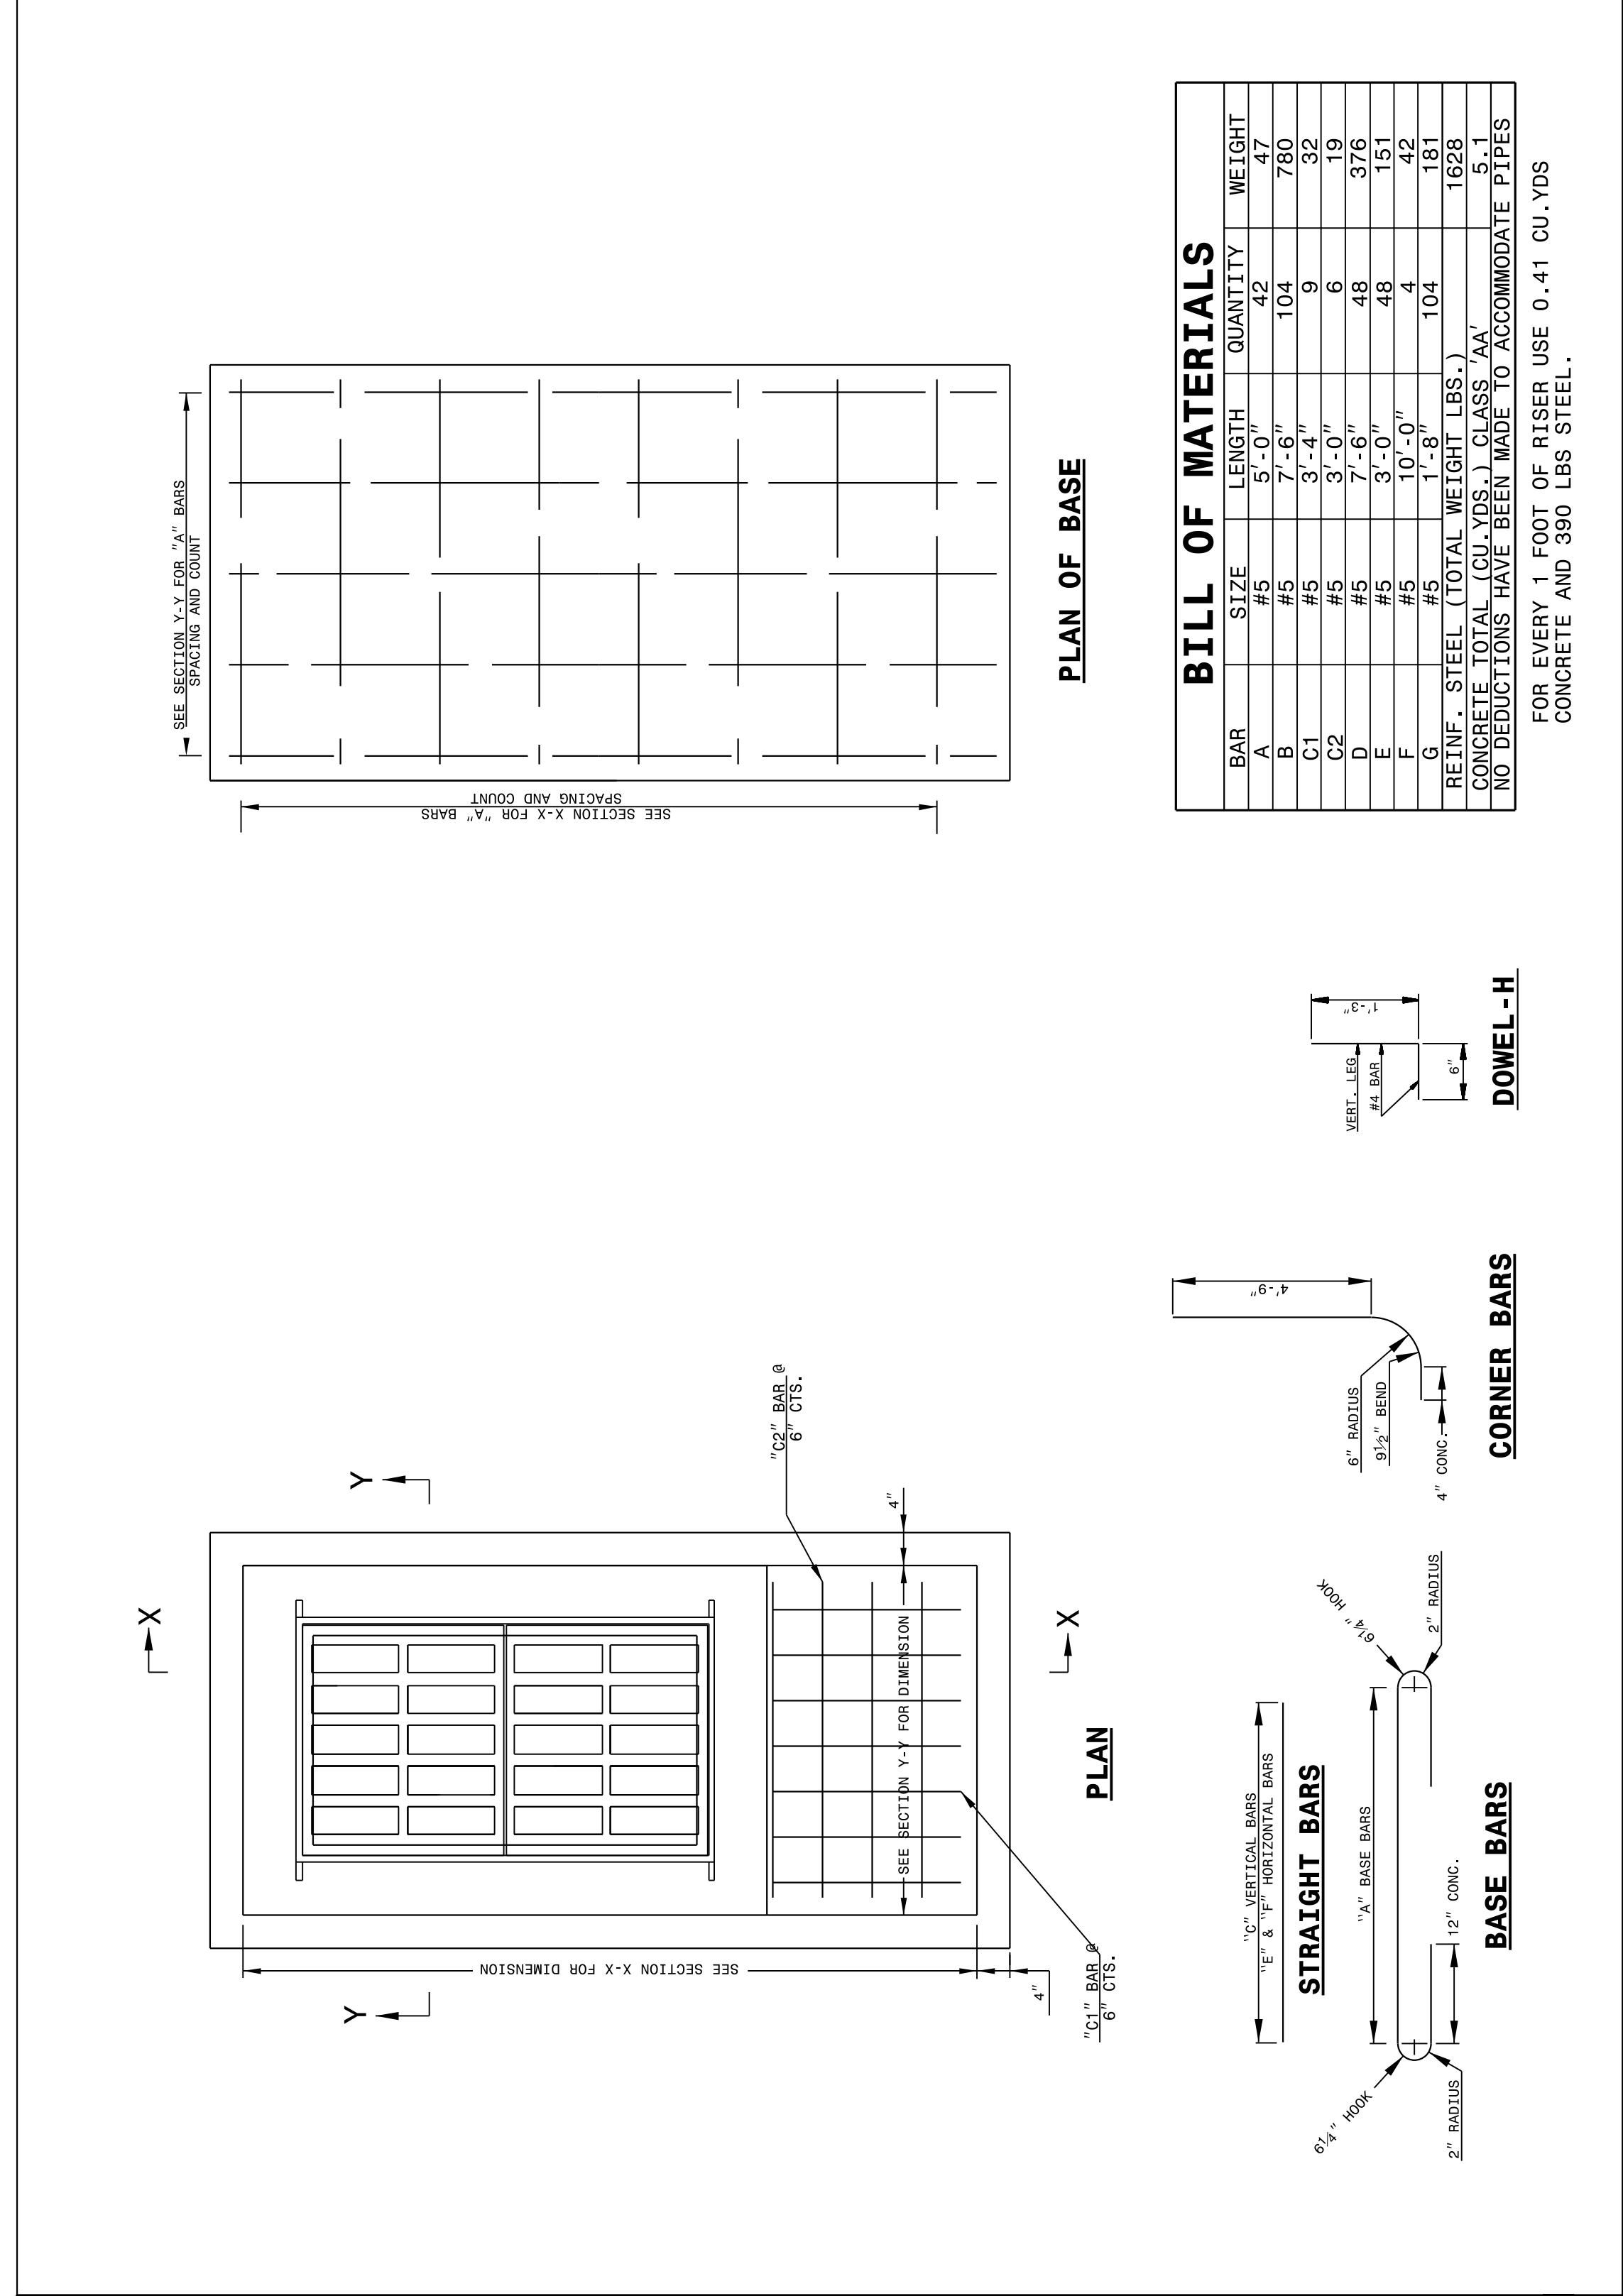 X
X
Y
Y
"C2" BAR @
6" CTS.
4"
SEE SECTION Y-Y FOR DIMENSION
SEE SECTION X-X FOR DIMENSION
4"
"C1" BAR @
6" CTS.
PLAN
SEE SECTION Y-Y FOR "A" BARS
SPACING AND COUNT
SEE SECTION X-X FOR "A" BARS
SPACING AND COUNT
PLAN OF BASE
"C" VERTICAL BARS
"E" & "F" HORIZONTAL BARS
STRAIGHT BARS
6¼" HOOK
6¼" HOOK
"A" BASE BARS
2" RADIUS
2" RADIUS
12" CONC.
BASE BARS
4'-9"
6" RADIUS
9½" BEND
4" CONC.
CORNER BARS
1'-3"
VERT. LEG
#4 BAR
6"
DOWEL-H
BILL OF MATERIALS
BAR SIZE LENGTH QUANTITY WEIGHT
A #5 5'-0" 42 47
B #5 7'-6" 104 780
C1 #5 3'-4" 9 32
C2 #5 3'-0" 6 19
D #5 7'-6" 48 376
E #5 3'-0" 48 151
F #5 10'-0" 4 42
G #5 1'-8" 104 181
REINF. STEEL (TOTAL WEIGHT LBS.) 1628
CONCRETE TOTAL (CU.YDS.) CLASS 'AA' 5.1
NO DEDUCTIONS HAVE BEEN MADE TO ACCOMMODATE PIPES
FOR EVERY 1 FOOT OF RISER USE 0.41 CU.YDS
CONCRETE AND 390 LBS STEEL.